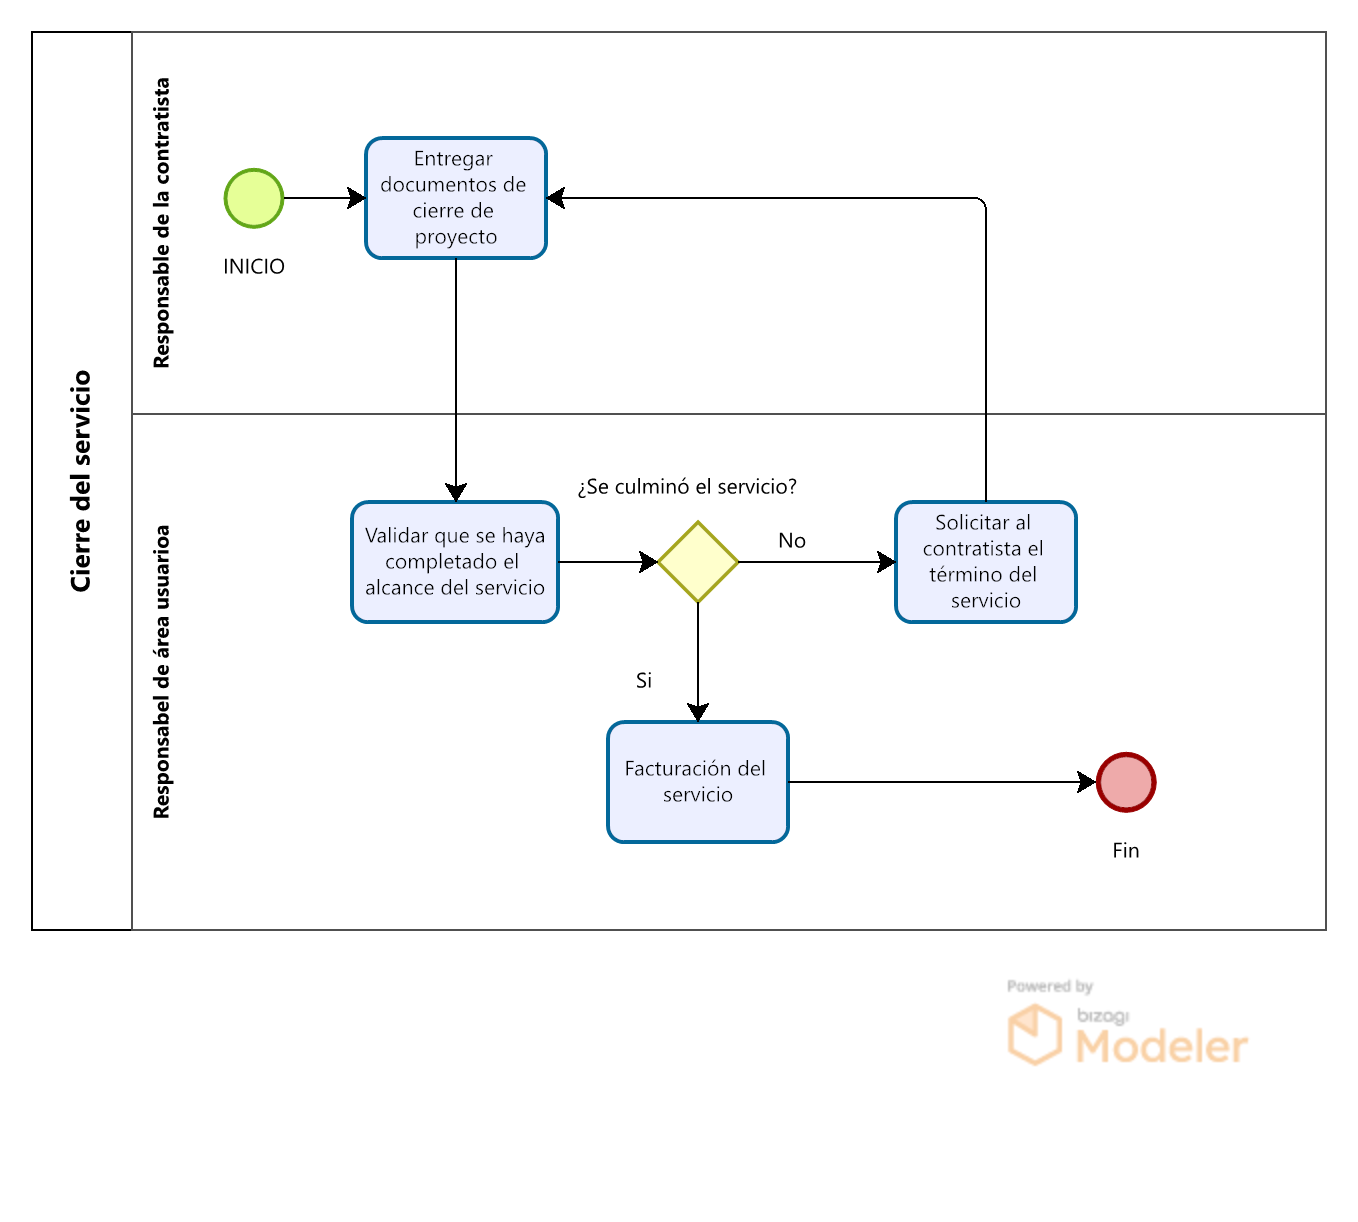 Cierre del servicio
Responsable de la contratista
INICIO
Entregar
documentos de
cierre de
proyecto
Responsabel de área usuarioa
Validar que se haya
completado el
alcance del servicio
¿Se culminó el servicio?
No
Solicitar al
contratista el
término del
servicio
Si
Facturación del
servicio
Fin
Powered by
bizagi
Modeler